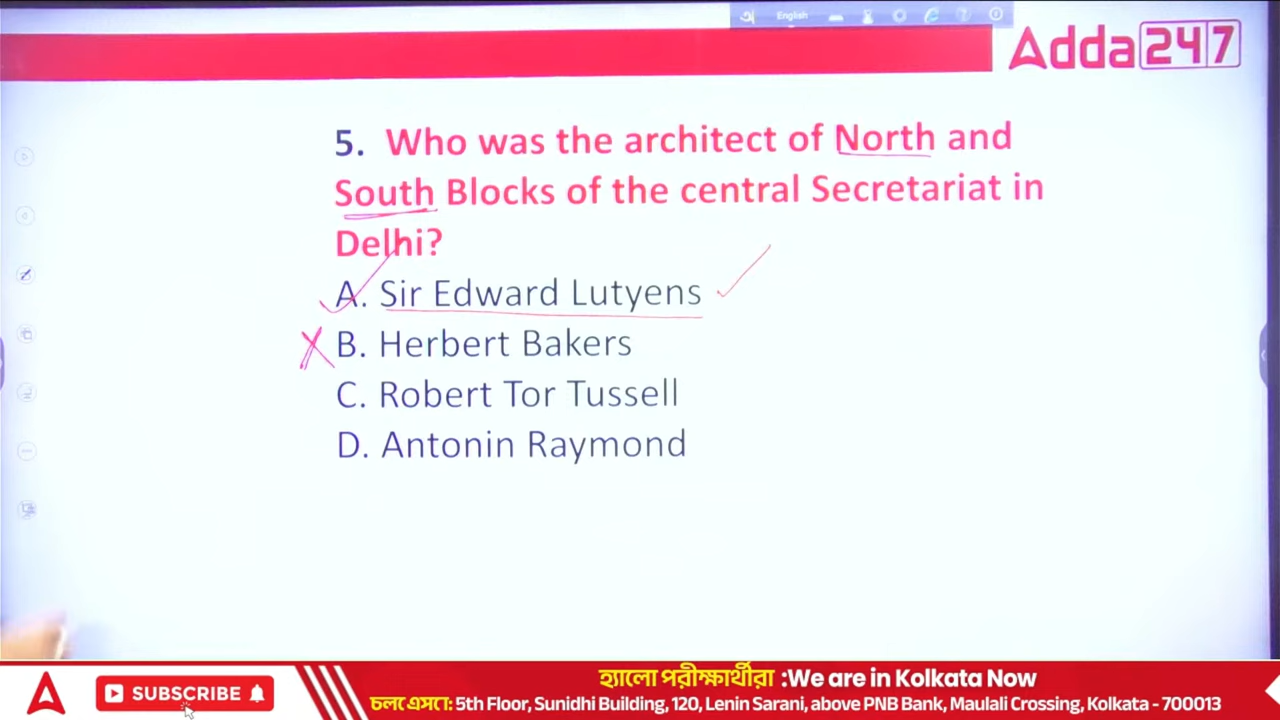 அ English
Adda247
5. Who was the architect of North and
South Blocks of the central Secretariat in
Delhi?
A. Sir Edward Lutyens
B. Herbert Bakers
C. Robert Tor Tussell
D. Antonin Raymond
SUBSCRIBE
হ্যালো পরীক্ষার্থীরা :We are in Kolkata Now
চলে এসো: 5th Floor, Sunidhi Building, 120, Lenin Sarani, above PNB Bank, Maulali Crossing, Kolkata - 700013